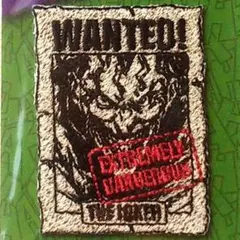 WANTED!
EXTREMELY
DANGEROUS
THE JOKER